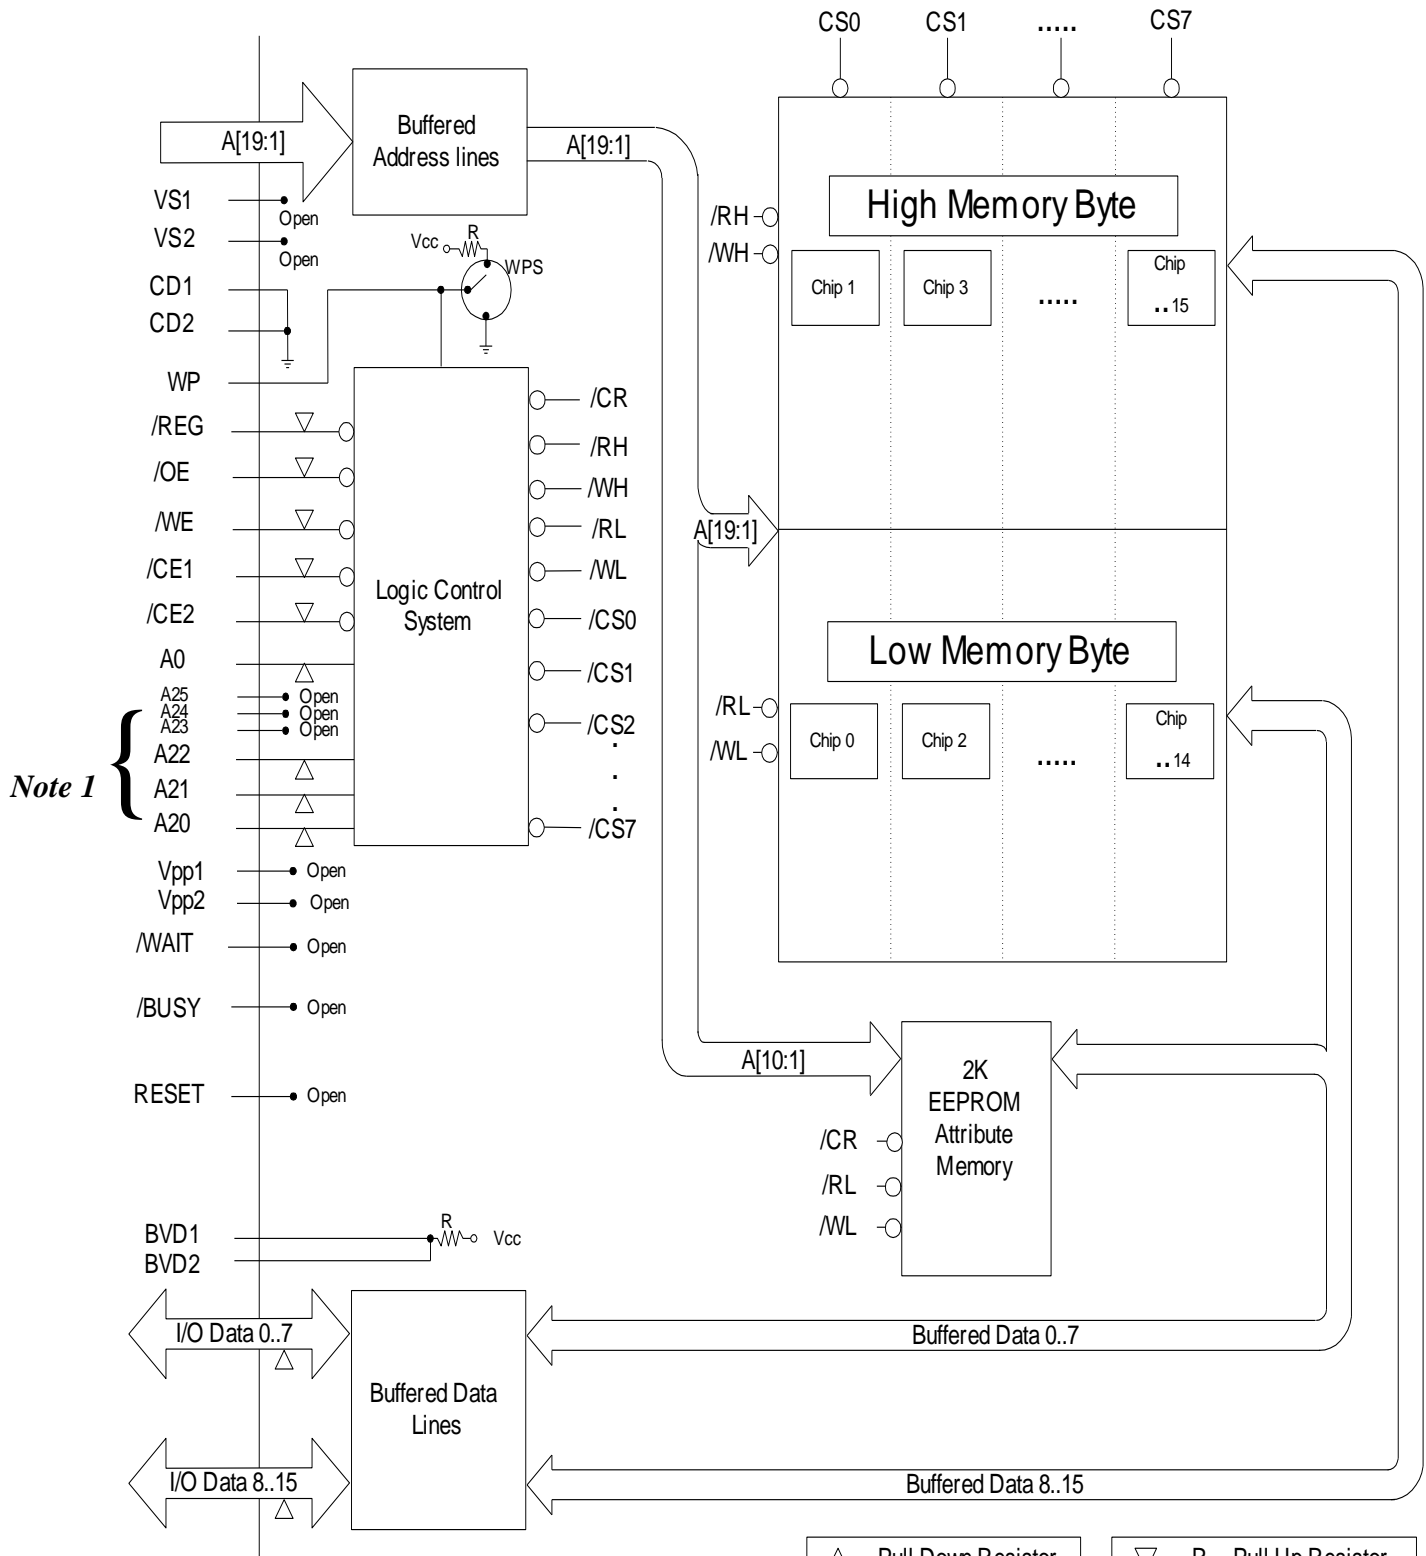 CS0 CS1 ..... CS7
A[19:1]
Buffered
Address lines
A[19:1]
VS1
Open
VS2
Open
CD1
CD2
WP
Vcc
R
WPS
/REG
/OE
/WE
/CE1
/CE2
A0
A25 Open
A24 Open
A23 Open
A22
A21
A20
Note 1
{
Logic Control
System
/CR
/RH
/WH
/RL
/WL
/CS0
/CS1
/CS2
.
.
.
/CS7
/RH
/WH
High Memory Byte
Chip 1
Chip 3
.....
Chip
..15
A[19:1]
Low Memory Byte
/RL
/WL
Chip 0
Chip 2
.....
Chip
..14
Vpp1 Open
Vpp2 Open
/WAIT Open
/BUSY Open
RESET Open
A[10:1]
2K
EEPROM
Attribute
Memory
/CR
/RL
/WL
BVD1
BVD2
R
Vcc
I/O Data 0..7
Buffered Data 0..7
Buffered Data
Lines
I/O Data 8..15
Buffered Data 8..15
Pull Down Resistor
R Pull Up Resistor